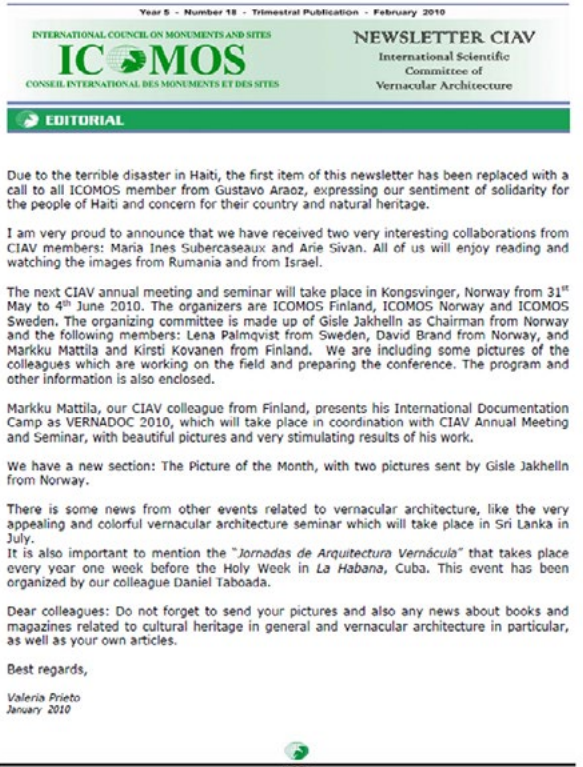 Year 5 - Number 18 - Trimestral Publication - February 2010
INTERNATIONAL COUNCIL ON MONUMENTS AND SITES
ICOMOS
CONSEIL INTERNATIONAL DES MONUMENTS ET DES SITES
NEWSLETTER CIAV
International Scientific
Committee of
Vernacular Architecture
EDITORIAL
Due to the terrible disaster in Haiti, the first item of this newsletter has been replaced with a
call to all ICOMOS member from Gustavo Araoz, expressing our sentiment of solidarity for
the people of Haiti and concern for their country and natural heritage.
I am very proud to announce that we have received two very interesting collaborations from
CIAV members: Maria Ines Subercaseaux and Arie Sivan. All of us will enjoy reading and
watching the images from Rumania and from Israel.
The next CIAV annual meeting and seminar will take place in Kongsvinger, Norway from 31st
May to 4th June 2010. The organizers are ICOMOS Finland, ICOMOS Norway and ICOMOS
Sweden. The organizing committee is made up of Gisle Jakhelln as Chairman from Norway
and the following members: Lena Palmqvist from Sweden, David Brand from Norway, and
Markku Mattila and Kirsti Kovanen from Finland. We are including some pictures of the
colleagues which are working on the field and preparing the conference. The program and
other information is also enclosed.
Markku Mattila, our CIAV colleague from Finland, presents his International Documentation
Camp as VERNADOC 2010, which will take place in coordination with CIAV Annual Meeting
and Seminar, with beautiful pictures and very stimulating results of his work.
We have a new section: The Picture of the Month, with two pictures sent by Gisle Jakhelln
from Norway.
There is some news from other events related to vernacular architecture, like the very
appealing and colorful vernacular architecture seminar which will take place in Sri Lanka in
July.
It is also important to mention the "Jornadas de Arquitectura Vernácula" that takes place
every year one week before the Holy Week in La Habana, Cuba. This event has been
organized by our colleague Daniel Taboada.
Dear colleagues: Do not forget to send your pictures and also any news about books and
magazines related to cultural heritage in general and vernacular architecture in particular,
as well as your own articles.
Best regards,
Valeria Prieto
January 2010